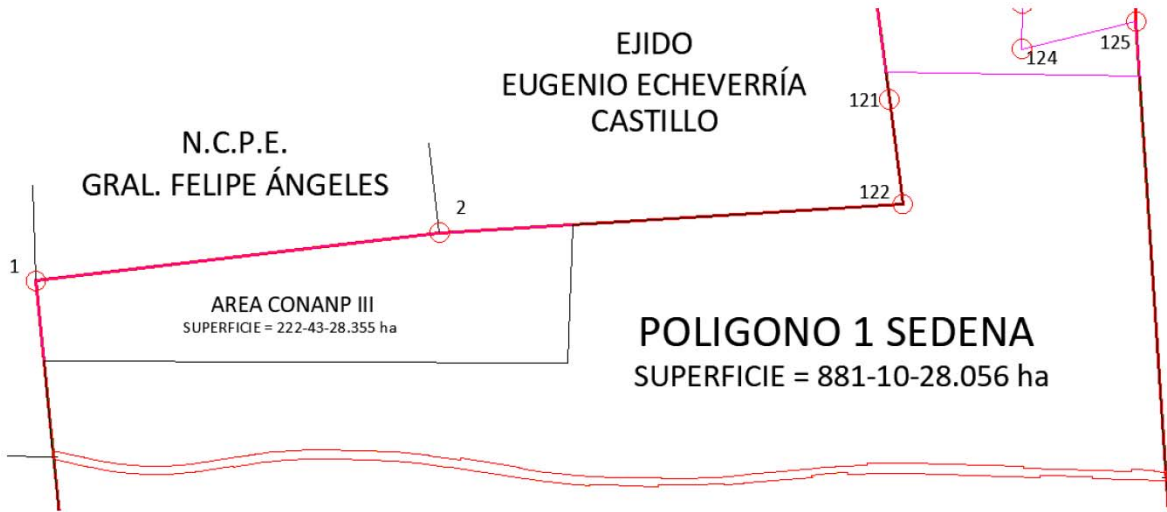 EJIDO
EUGENIO ECHEVERRÍA
CASTILLO
124
125
121
N.C.P.E.
GRAL. FELIPE ÁNGELES
122
2
1
AREA CONANP III
SUPERFICIE = 222-43-28.355 ha
POLIGONO 1 SEDENA
SUPERFICIE = 881-10-28.056 ha